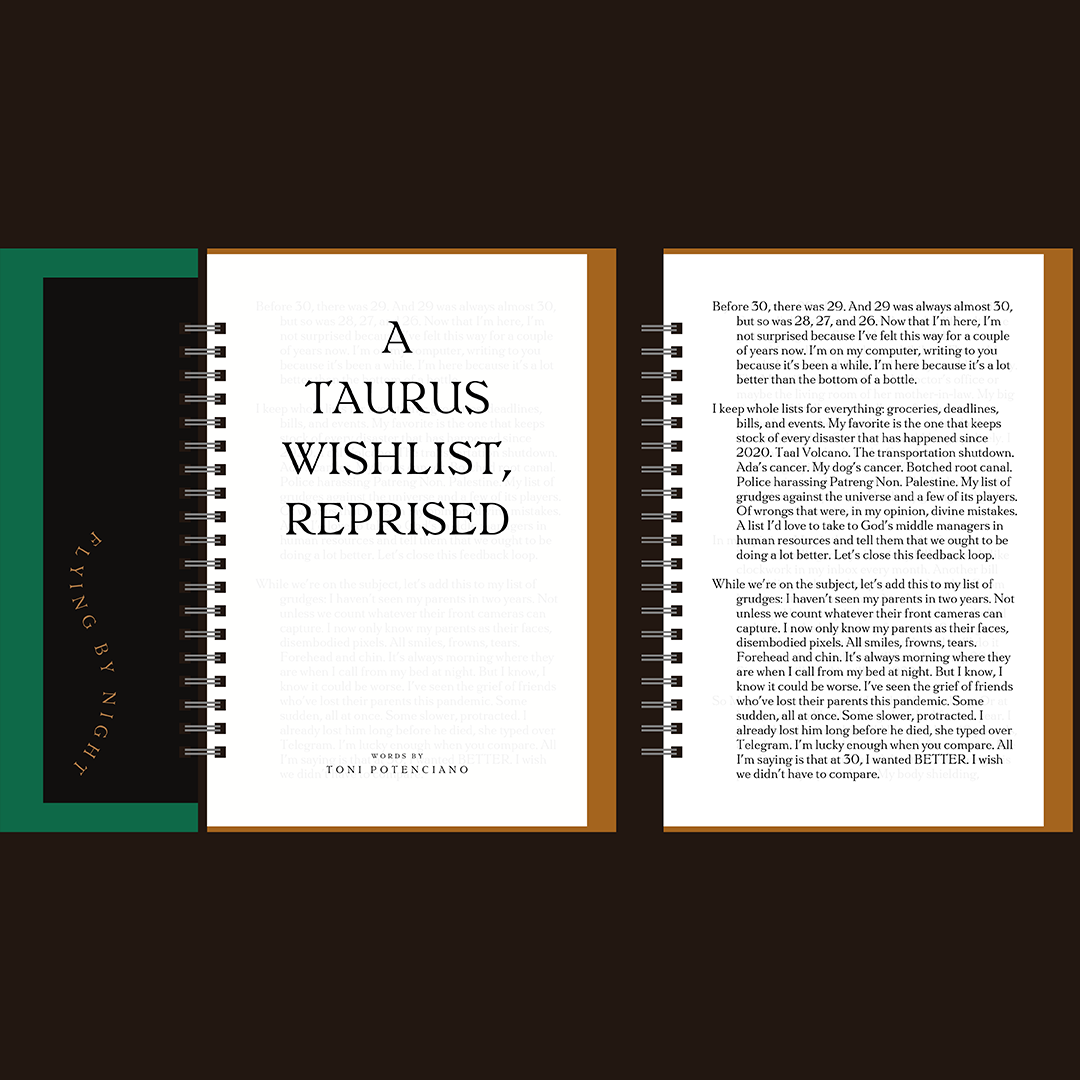 FLYING BY NIGHT
A
TAURUS
WISHLIST,
REPRISED
WORDS BY
TONI POTENCIANO
Before 30, there was 29. And 29 was always almost 30,
but so was 28, 27, and 26. Now that I'm here, I'm
not surprised because I've felt this way for a couple
of years now. I'm on my computer, writing to you
because it's been a while. I'm here because it's a lot
better than the bottom of a bottle.
I keep whole lists for everything: groceries, deadlines,
bills, and events. My favorite is the one that keeps
stock of every disaster that has happened since
2020. Taal Volcano. The transportation shutdown.
Ada's cancer. My dog's cancer. Botched root canal.
Police harassing Patreng Non. Palestine. My list of
grudges against the universe and a few of its players.
Of wrongs that were, in my opinion, divine mistakes.
A list I'd love to take to God's middle managers in
human resources and tell them that we ought to be
doing a lot better. Let's close this feedback loop.
While we're on the subject, let's add this to my list of
grudges: I haven't seen my parents in two years. Not
unless we count whatever their front cameras can
capture. I now only know my parents as their faces,
disembodied pixels. All smiles, frowns, tears.
Forehead and chin. It's always morning where they
are when I call from my bed at night. But I know, I
know it could be worse. I've seen the grief of friends
who've lost their parents this pandemic. Some
sudden, all at once. Some slower, protracted. I
already lost him long before he died, she typed over
Telegram. I'm lucky enough when you compare. All
I'm saying is that at 30, I wanted BETTER. I wish
we didn't have to compare.